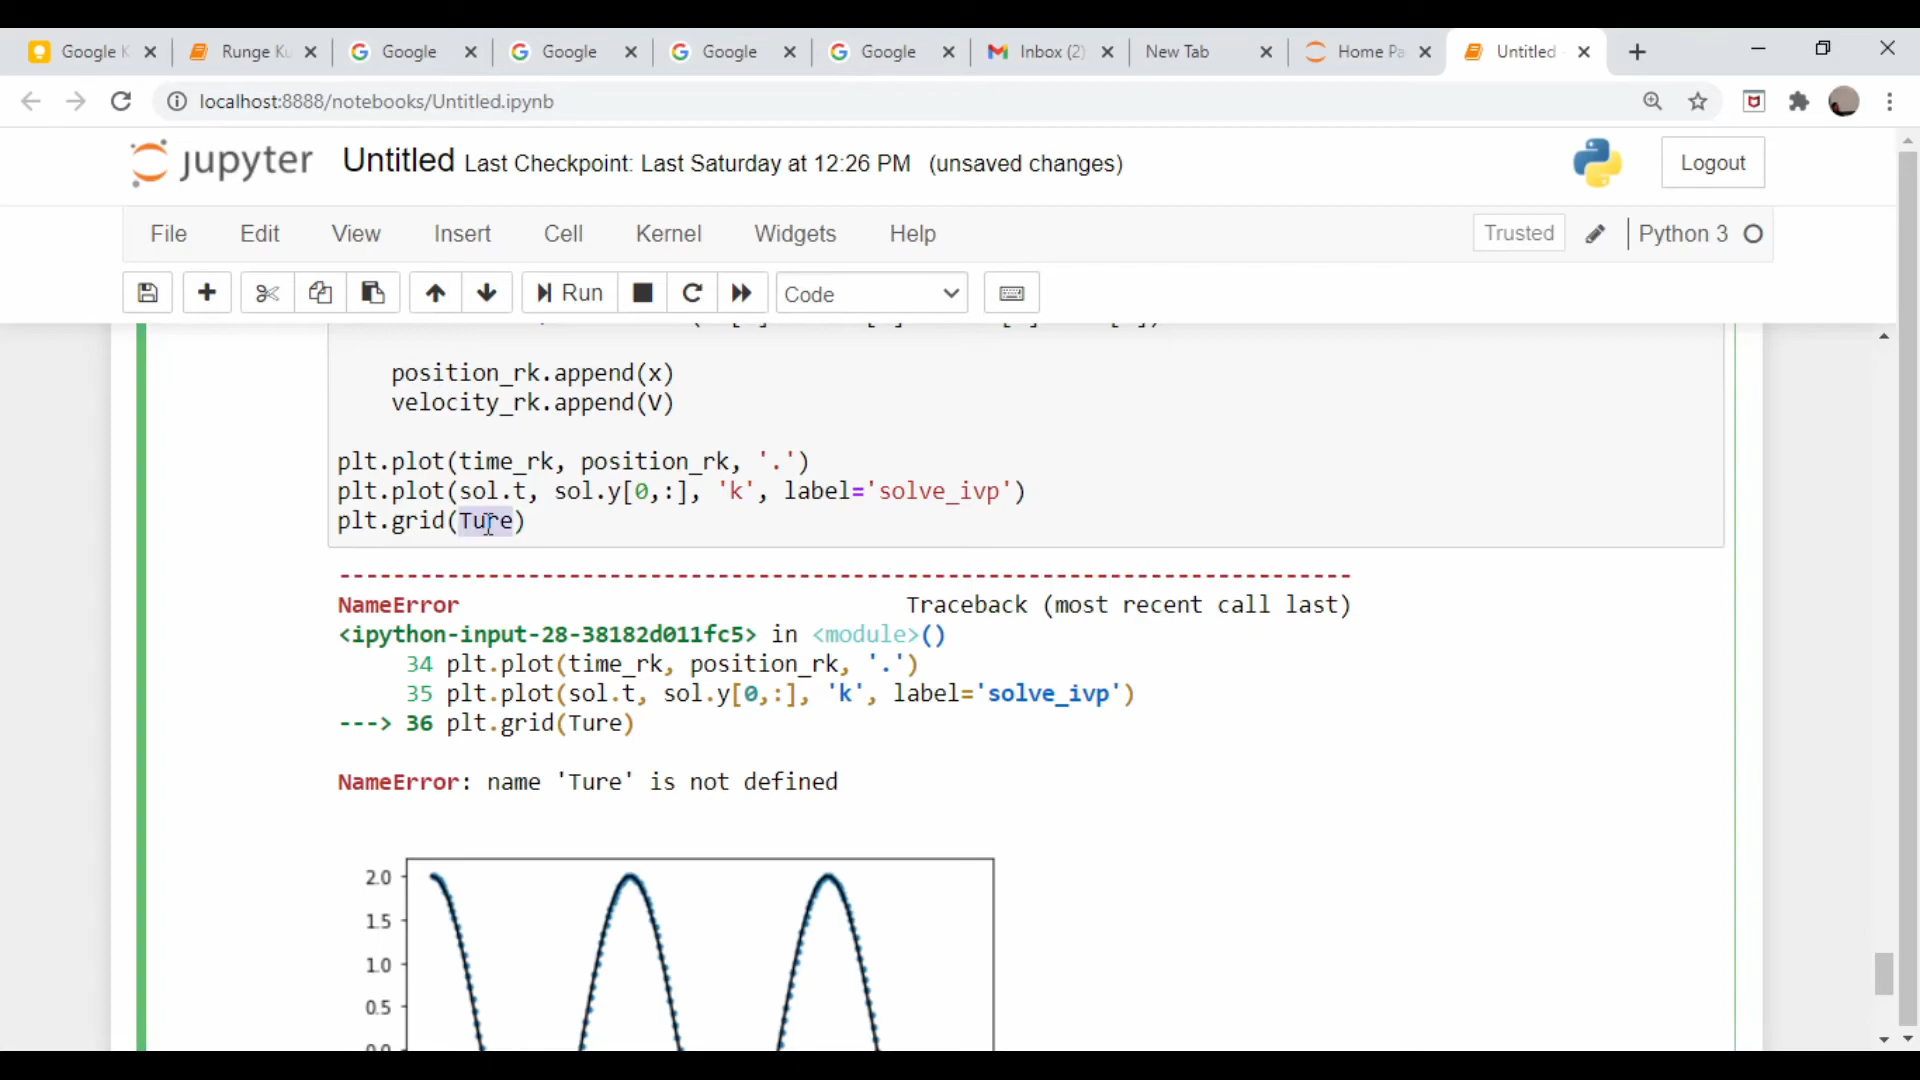 Google K
Runge Ku
Google
Google
Google
Google
Inbox (2)
New Tab
Home Pa
Untitled
localhost:8888/notebooks/Untitled.ipynb
jupyter Untitled Last Checkpoint: Last Saturday at 12:26 PM (unsaved changes)
Logout
File Edit View Insert Cell Kernel Widgets Help
Trusted
Python 3
Run
Code
position_rk.append(x)
velocity_rk.append(V)
plt.plot(time_rk, position_rk, '.')
plt.plot(sol.t, sol.y[0,:], 'k', label='solve_ivp')
plt.grid(Ture)
---------------------------------------------------------------------------
NameError Traceback (most recent call last)
<ipython-input-28-38182d011fc5> in <module>()
34 plt.plot(time_rk, position_rk, '.')
35 plt.plot(sol.t, sol.y[0,:], 'k', label='solve_ivp')
---> 36 plt.grid(Ture)
NameError: name 'Ture' is not defined
2.0
1.5
1.0
0.5
0.0